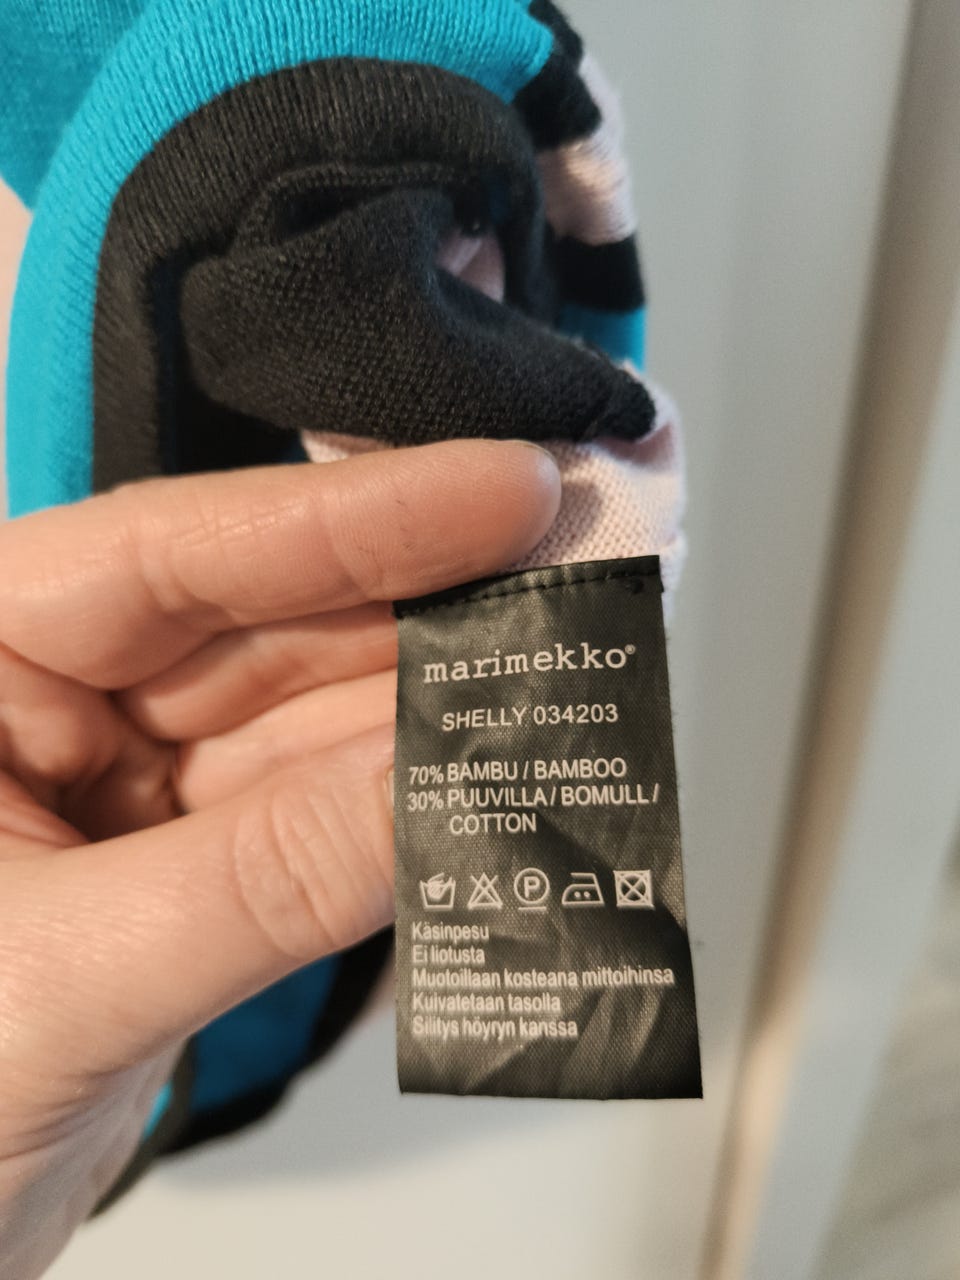 marimekko®
SHELLY 034203
70% BAMBU / BAMBOO
30% PUUVILLA / BOMULL /
COTTON
P
Käsinpesu
Ei liotusta
Muotoillaan kosteana mittoihinsa
Kuivatetaan tasolla
Silitys höyryn kanssa